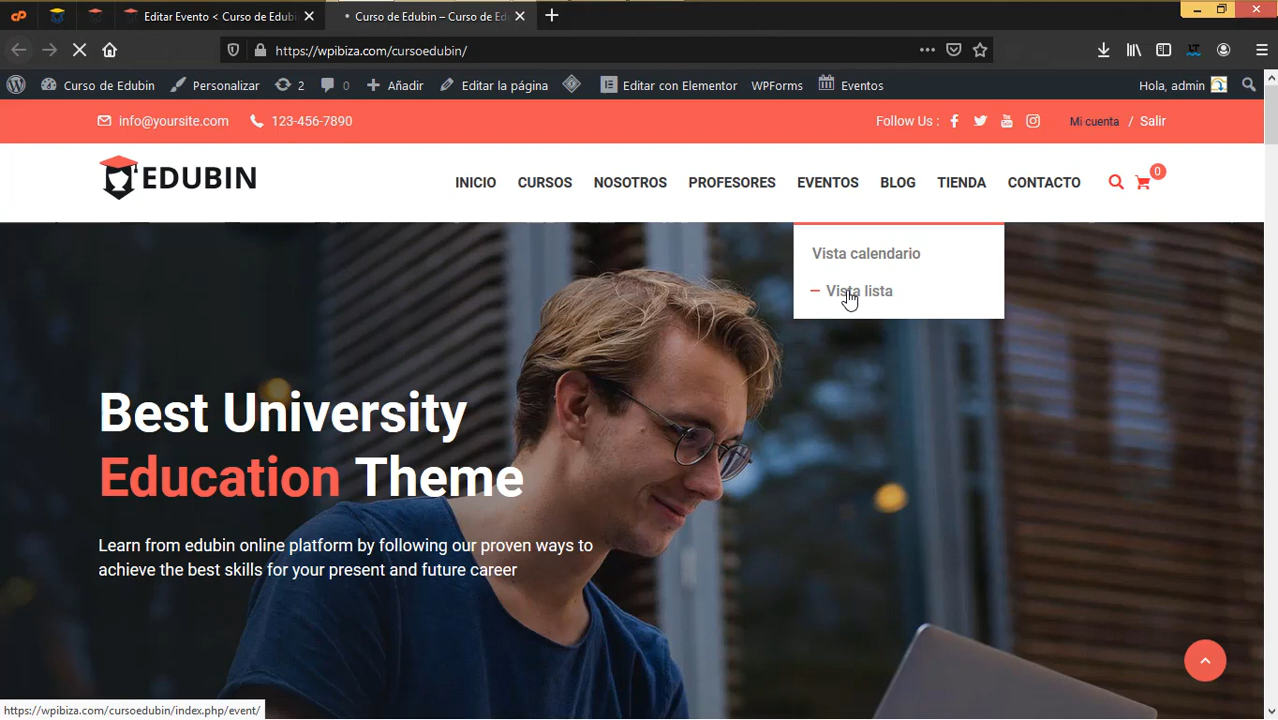 Editar Evento < Curso de Edubi
Curso de Edubin – Curso de Ed
https://wpibiza.com/cursoedubin/
Curso de Edubin
Personalizar
2
0
Añadir
Editar la página
Editar con Elementor
WPForms
Eventos
Hola, admin
info@yoursite.com
123-456-7890
Follow Us :
Mi cuenta / Salir
EDUBIN
INICIO
CURSOS
NOSOTROS
PROFESORES
EVENTOS
BLOG
TIENDA
CONTACTO
0
Vista calendario
Vista lista
Best University
Education Theme
Learn from edubin online platform by following our proven ways to
achieve the best skills for your present and future career
https://wpibiza.com/cursoedubin/index.php/event/